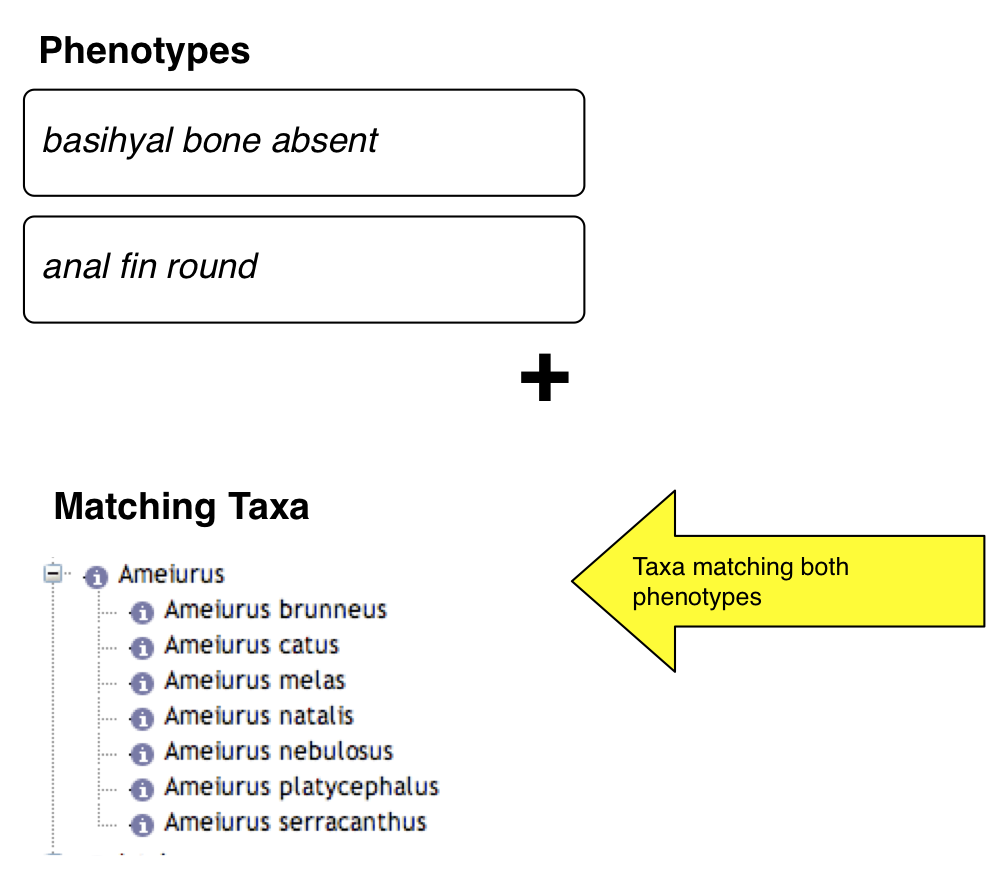 Phenotypes
basihyal bone absent
anal fin round
+
Matching Taxa
Taxa matching both
phenotypes
Ameiurus
Ameiurus brunneus
Ameiurus catus
Ameiurus melas
Ameiurus natalis
Ameiurus nebulosus
Ameiurus platycephalus
Ameiurus serracanthus